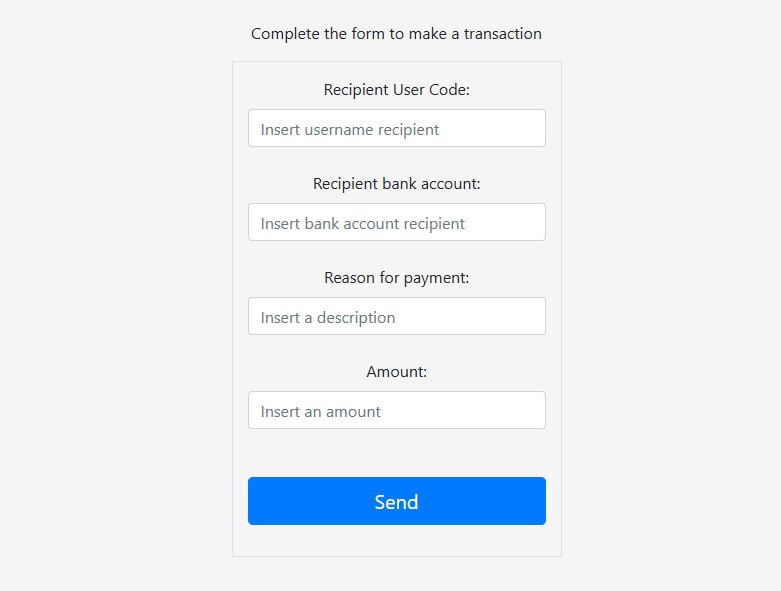 Complete the form to make a transaction
Recipient User Code:
Insert username recipient
Recipient bank account:
Insert bank account recipient
Reason for payment:
Insert a description
Amount:
Insert an amount
Send